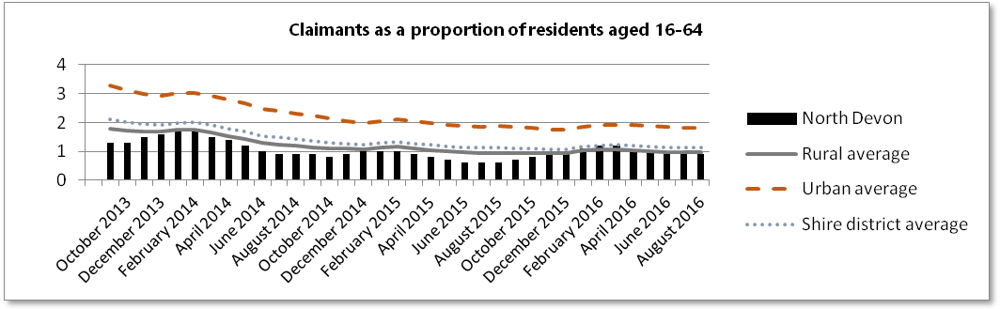 Claimants as a proportion of residents aged 16-64
4
3
2
1
0
October 2013
December 2013
February 2014
April 2014
June 2014
August 2014
October 2014
December 2014
February 2015
April 2015
June 2015
August 2015
October 2015
December 2015
February 2016
April 2016
June 2016
August 2016
North Devon
Rural average
Urban average
Shire district average